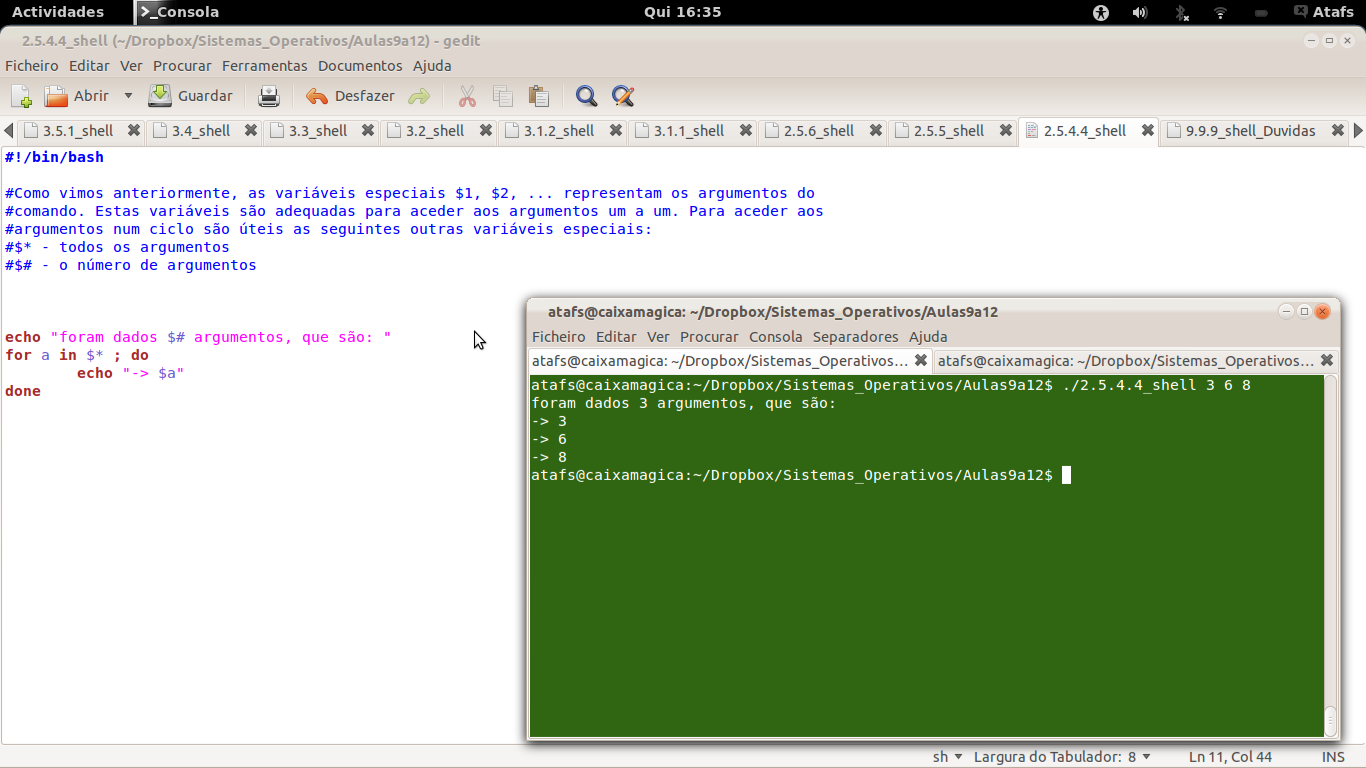 Atividades Consola Qui 16:35 Atafs
2.5.4.4_shell (~/Dropbox/Sistemas_Operativos/Aulas9a12) - gedit
Ficheiro Editar Ver Procurar Ferramentas Documentos Ajuda
Abrir Guardar Desfazer
3.5.1_shell 3.4_shell 3.3_shell 3.2_shell 3.1.2_shell 3.1.1_shell 2.5.6_shell 2.5.5_shell 2.5.4.4_shell 9.9.9_shell_Duvidas
#!/bin/bash
#Como vimos anteriormente, as variáveis especiais $1, $2, ... representam os argumentos do
#comando. Estas variáveis são adequadas para aceder aos argumentos um a um. Para aceder aos
#argumentos num ciclo são úteis as seguintes outras variáveis especiais:
#$* - todos os argumentos
#$# - o número de argumentos
echo "foram dados $# argumentos, que são: "
for a in $* ; do
echo "-> $a"
done
atafs@caixamagica: ~/Dropbox/Sistemas_Operativos/Aulas9a12
Ficheiro Editar Ver Procurar Consola Separadores Ajuda
atafs@caixamagica: ~/Dropbox/Sistemas_Operativos... atafs@caixamagica: ~/Dropbox/Sistemas_Operativos...
atafs@caixamagica:~/Dropbox/Sistemas_Operativos/Aulas9a12$ ./2.5.4.4_shell 3 6 8
foram dados 3 argumentos, que são:
-> 3
-> 6
-> 8
atafs@caixamagica:~/Dropbox/Sistemas_Operativos/Aulas9a12$
sh Largura do Tabulador: 8 Ln 11, Col 44 INS